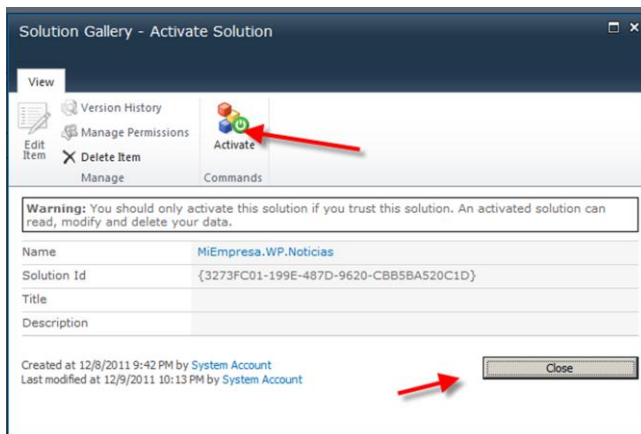 Solution Gallery - Activate Solution
View
Edit Item
Version History
Manage Permissions
Delete Item
Manage
Activate
Commands
Warning: You should only activate this solution if you trust this solution. An activated solution can
read, modify and delete your data.
Name MiEmpresa.WP.Noticias
Solution Id {3273FC01-199E-487D-9620-CBB5BA520C1D}
Title
Description
Created at 12/8/2011 9:42 PM by System Account
Last modified at 12/9/2011 10:13 PM by System Account
Close